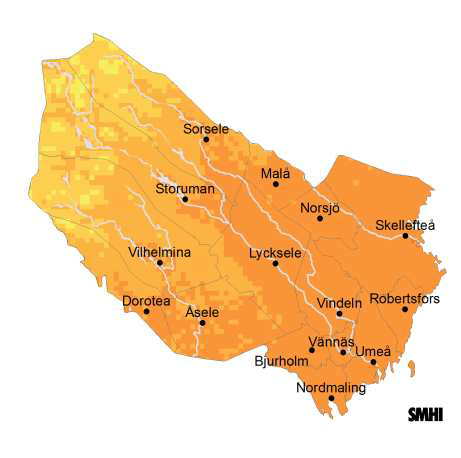 Sorsele
Malå
Storuman
Norsjö
Skellefteå
Vilhelmina
Lycksele
Dorotea
Åsele
Vindeln
Robertsfors
Vännäs
Umeå
Bjurholm
Nordmaling
SMHI